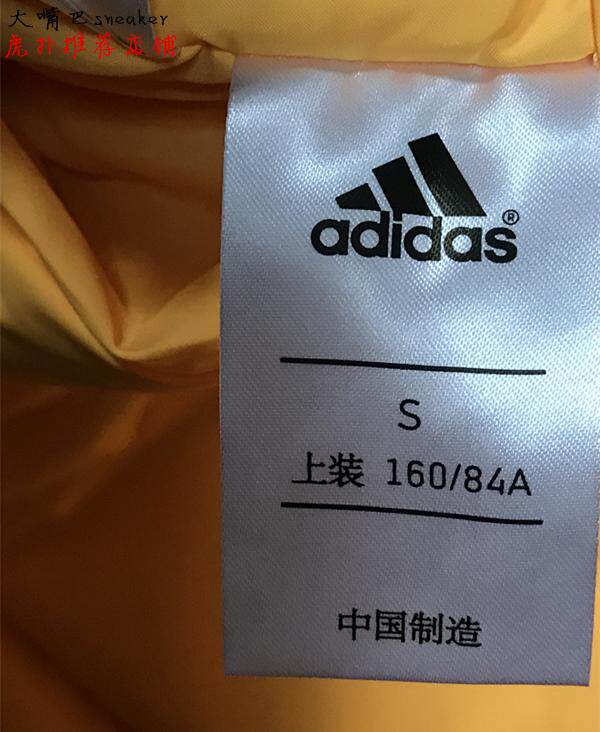 大嘴巴sneaker
虎扑推荐店铺
adidas®
S
上装 160/84A
中国制造